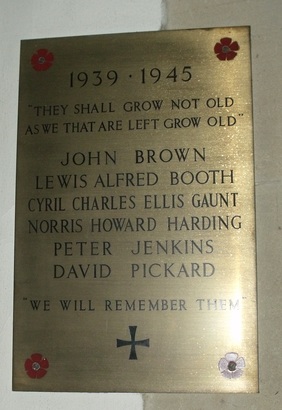 1939 · 1945
"THEY SHALL GROW NOT OLD
AS WE THAT ARE LEFT GROW OLD"
JOHN BROWN
LEWIS ALFRED BOOTH
CYRIL CHARLES ELLIS GAUNT
NORRIS HOWARD HARDING
PETER JENKINS
DAVID PICKARD
"WE WILL REMEMBER THEM"